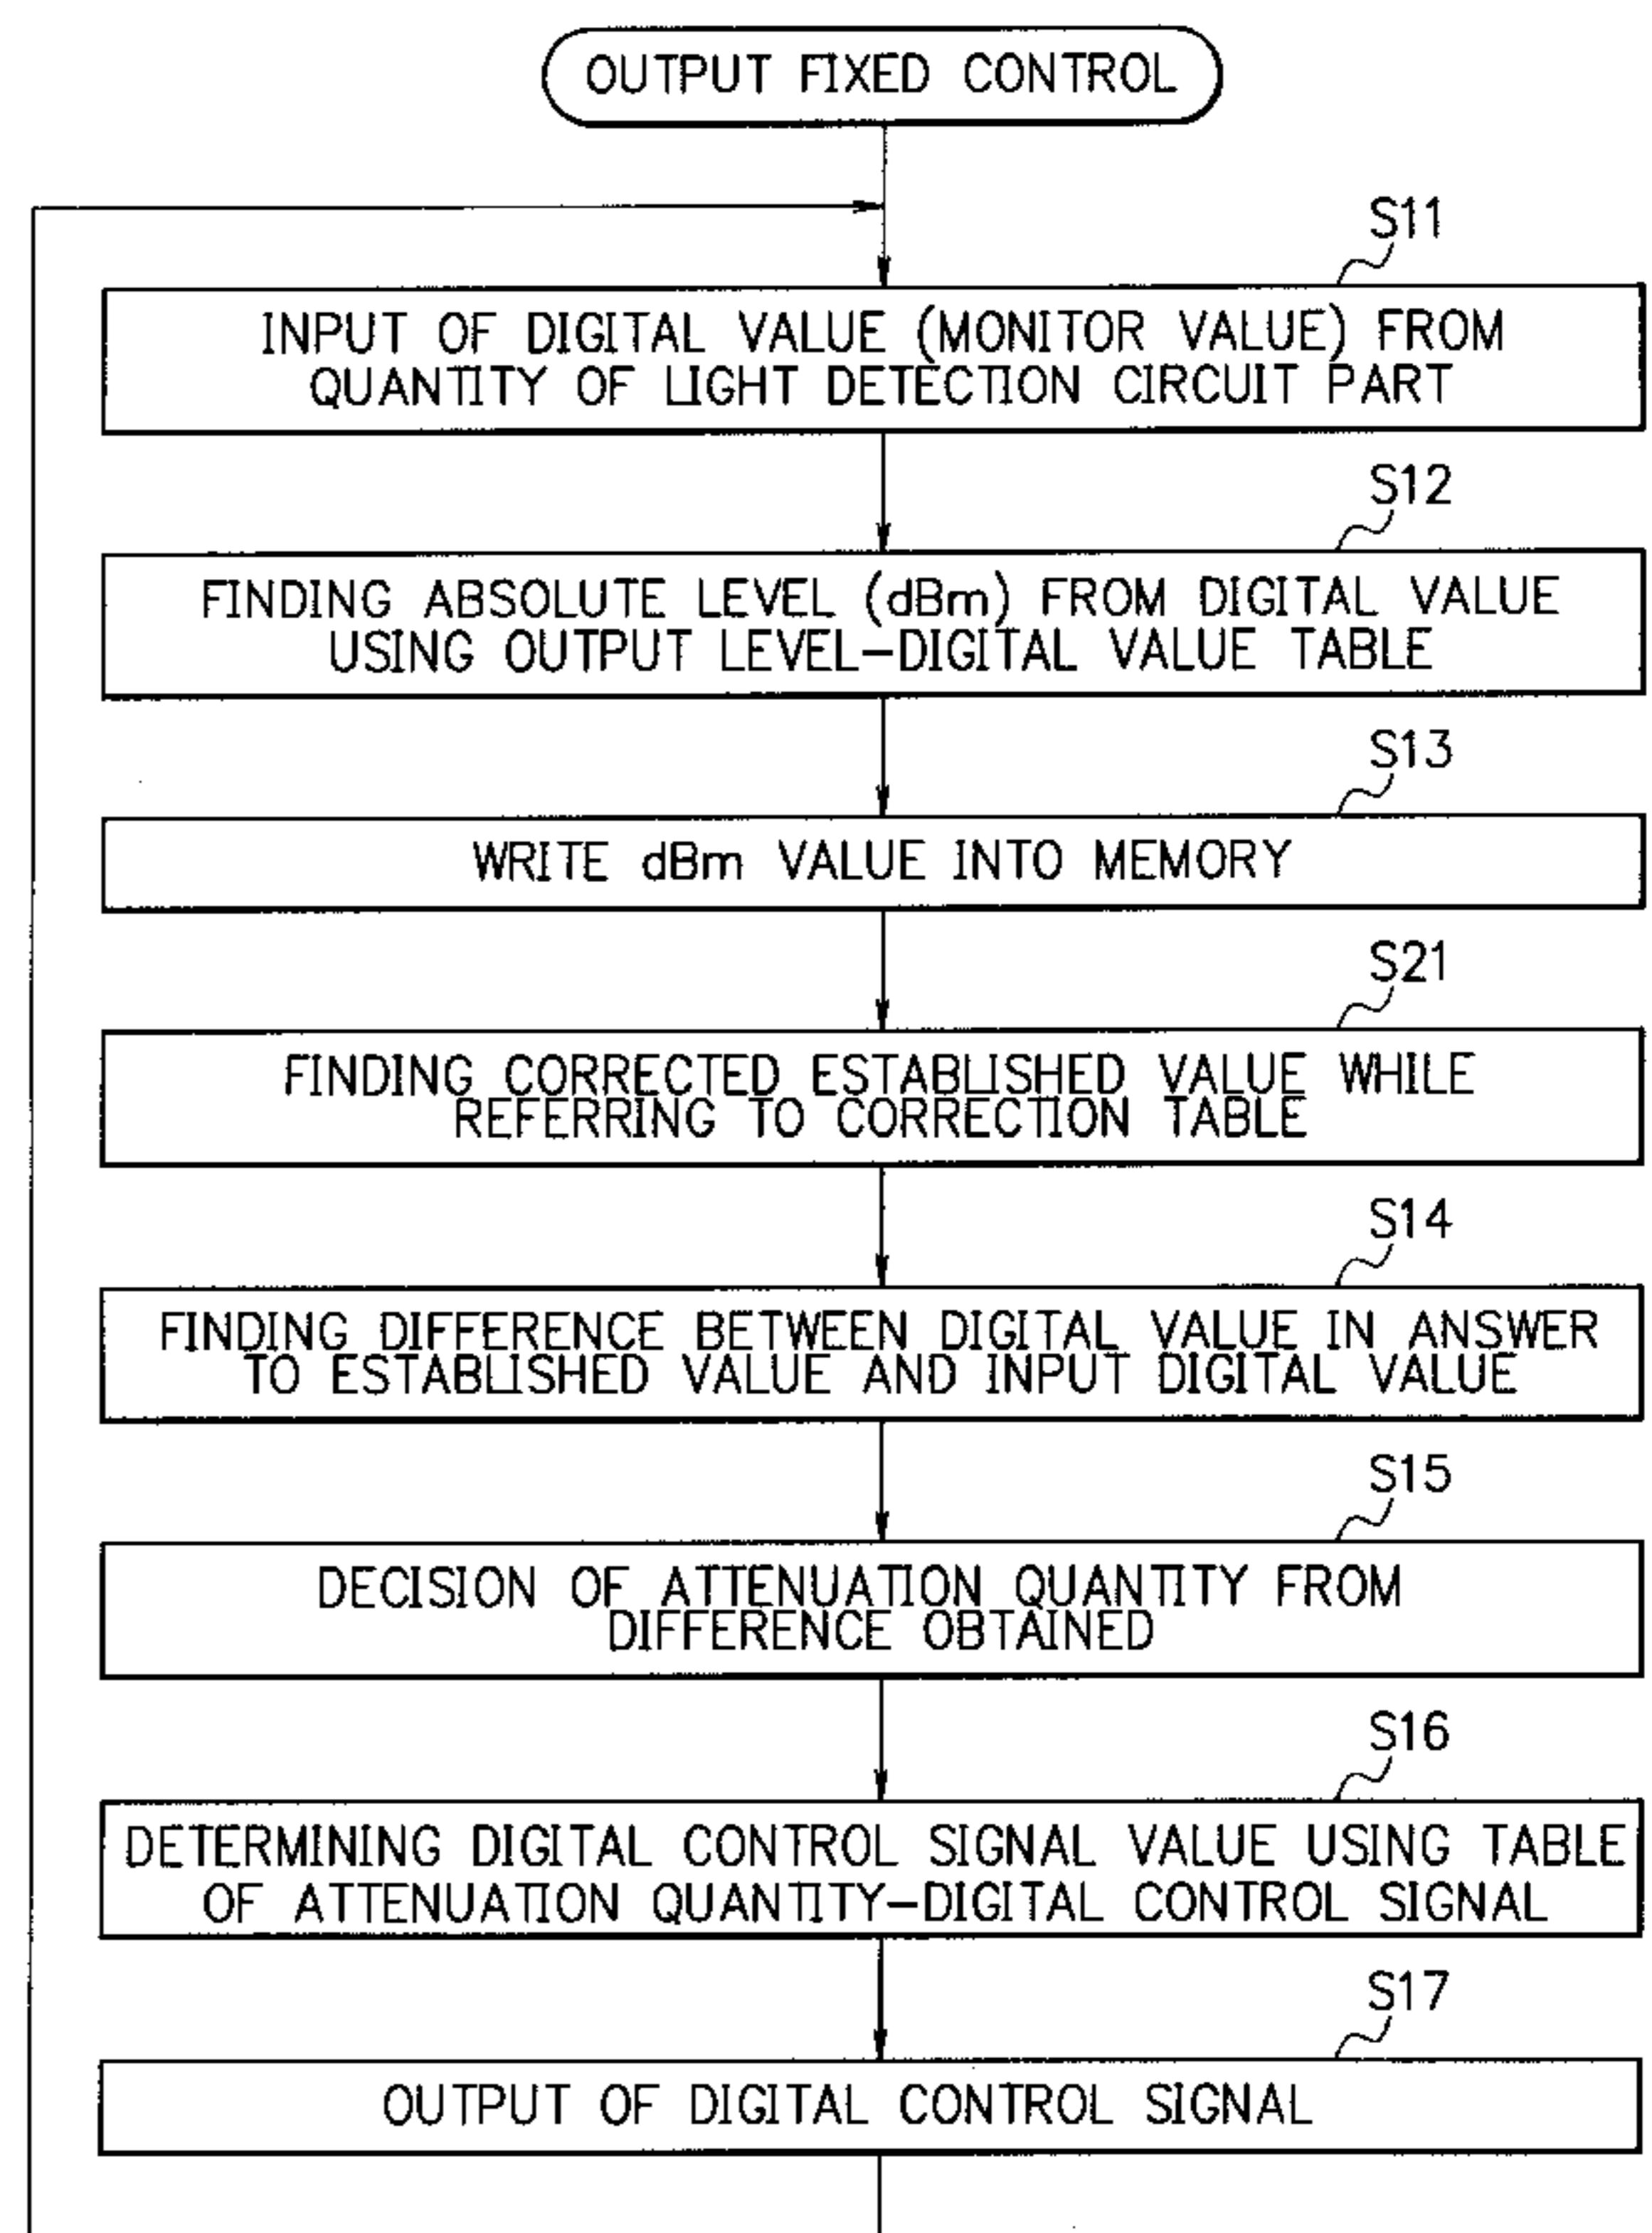 OUTPUT FIXED CONTROL
S11
INPUT OF DIGITAL VALUE (MONITOR VALUE) FROM
QUANTITY OF LIGHT DETECTION CIRCUIT PART
S12
FINDING ABSOLUTE LEVEL (dBm) FROM DIGITAL VALUE
USING OUTPUT LEVEL-DIGITAL VALUE TABLE
S13
WRITE dBm VALUE INTO MEMORY
S21
FINDING CORRECTED ESTABLISHED VALUE WHILE
REFERRING TO CORRECTION TABLE
S14
FINDING DIFFERENCE BETWEEN DIGITAL VALUE IN ANSWER
TO ESTABLISHED VALUE AND INPUT DIGITAL VALUE
S15
DECISION OF ATTENUATION QUANTITY FROM
DIFFERENCE OBTAINED
S16
DETERMINING DIGITAL CONTROL SIGNAL VALUE USING TABLE
OF ATTENUATION QUANTITY-DIGITAL CONTROL SIGNAL
S17
OUTPUT OF DIGITAL CONTROL SIGNAL